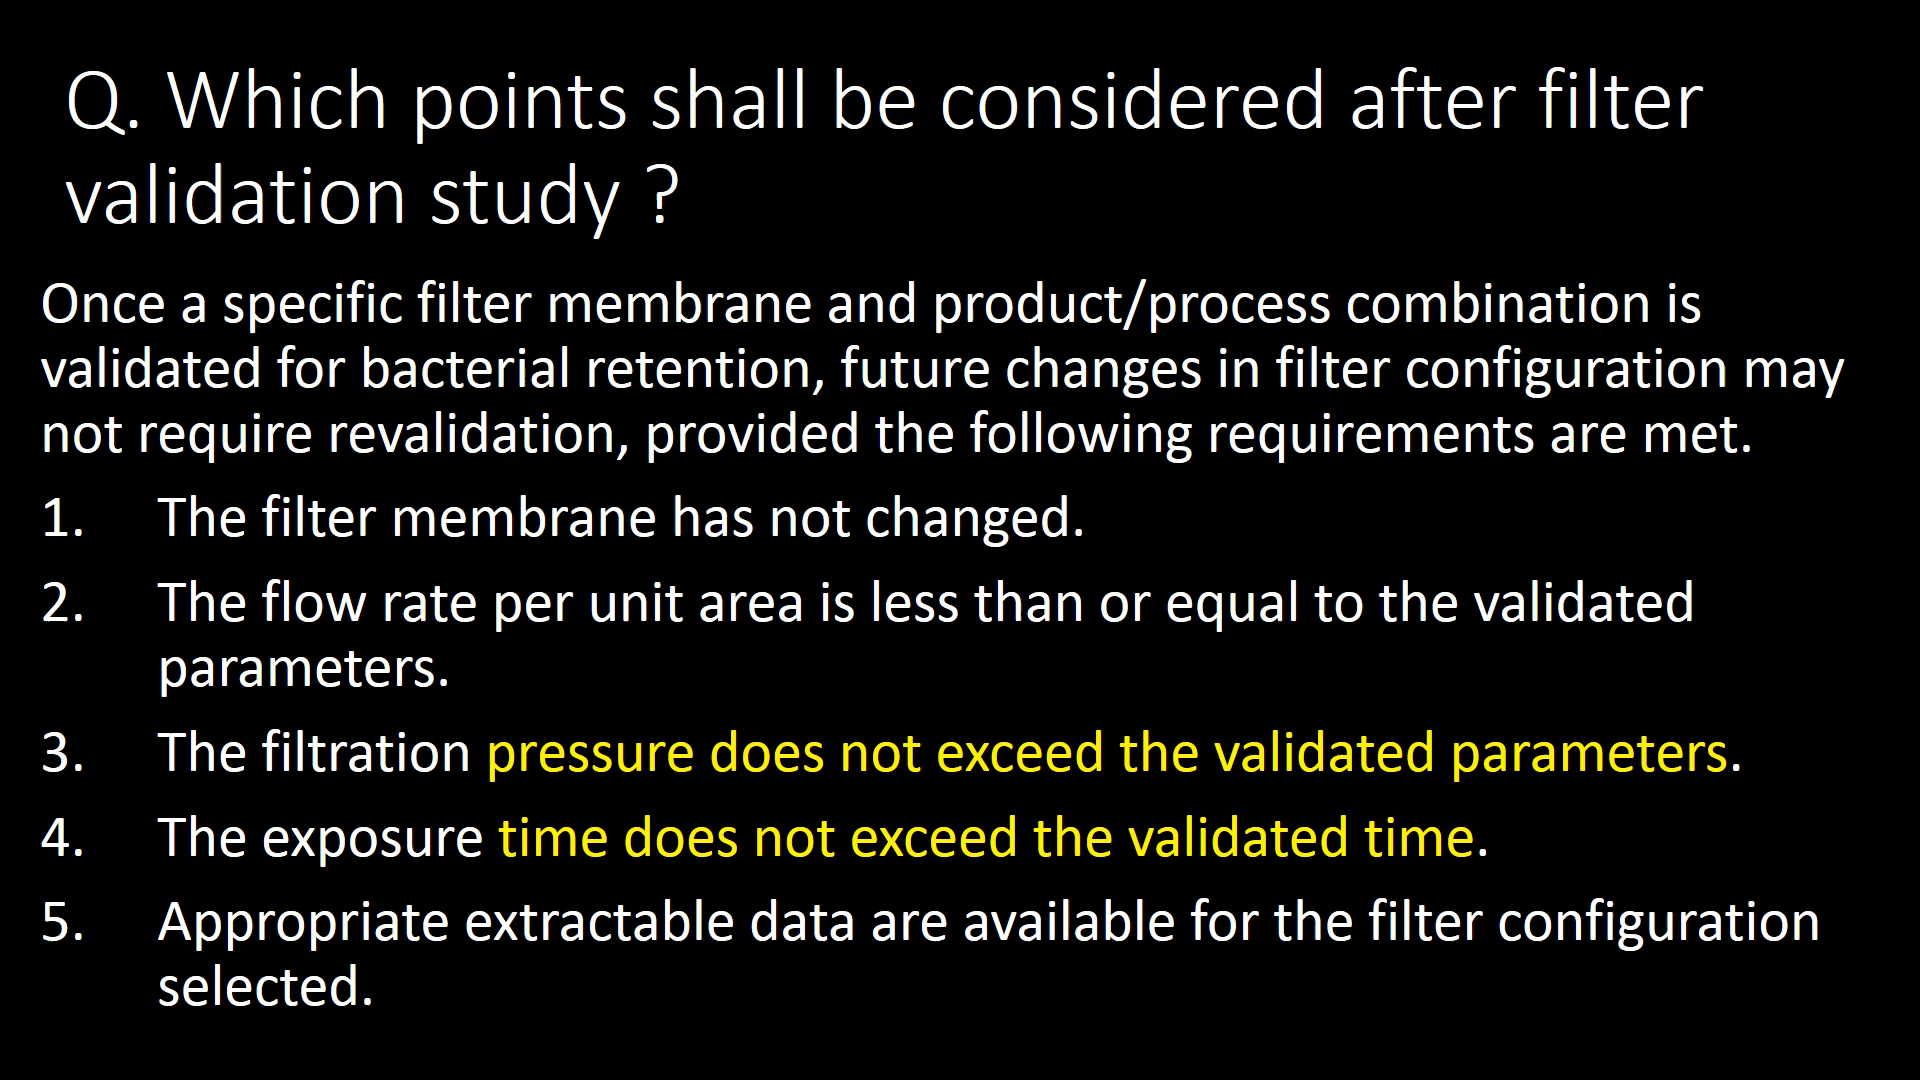 Q. Which points shall be considered after filter
validation study ?
Once a specific filter membrane and product/process combination is
validated for bacterial retention, future changes in filter configuration may
not require revalidation, provided the following requirements are met.
1. The filter membrane has not changed.
2. The flow rate per unit area is less than or equal to the validated
parameters.
3. The filtration pressure does not exceed the validated parameters.
4. The exposure time does not exceed the validated time.
5. Appropriate extractable data are available for the filter configuration
selected.